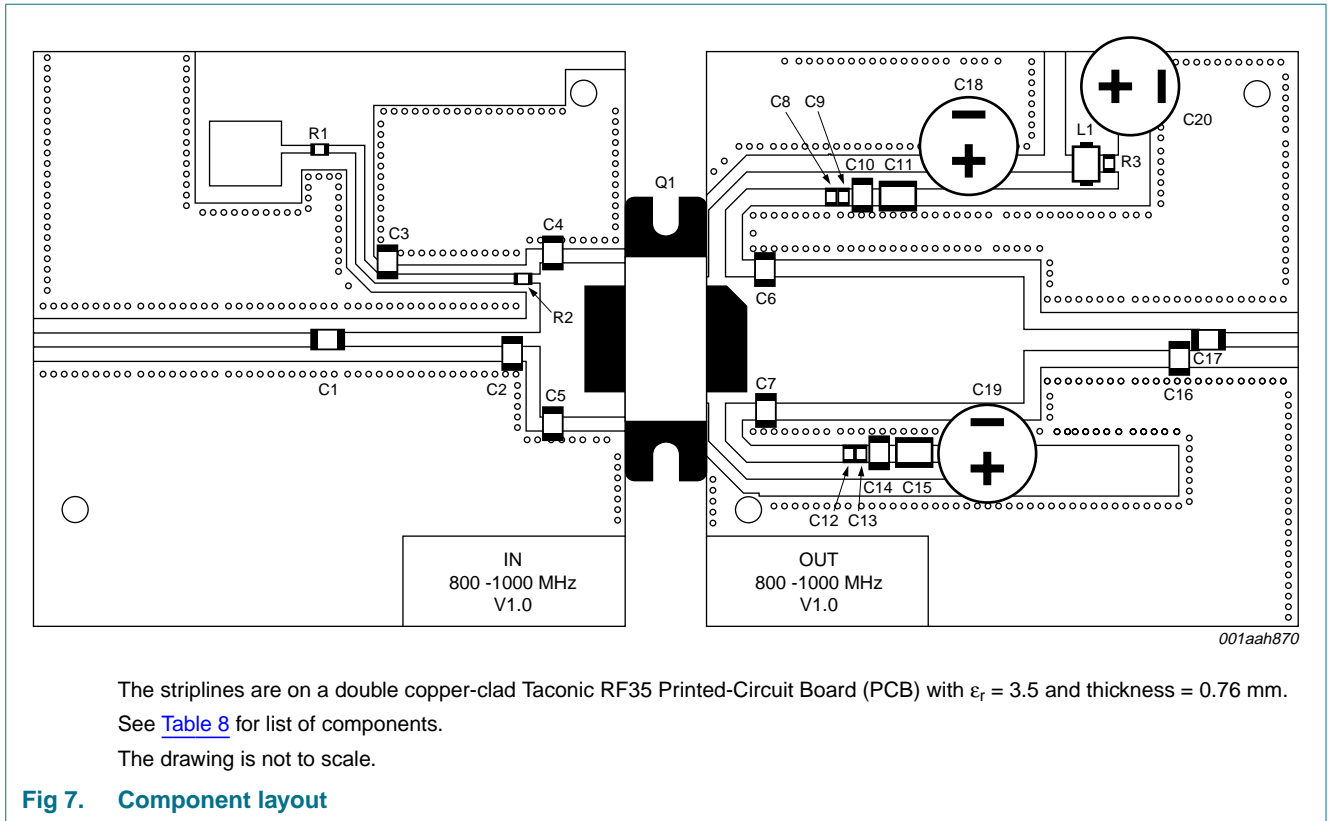 C18
C20
C8 C9
L1
R1
C10 C11
R3
Q1
C3
C4
C6
R2
C1
C2
C5
C7
C19
C17
C16
C14 C15
C12 C13
IN
800 -1000 MHz
V1.0
OUT
800 -1000 MHz
V1.0
001aah870
The striplines are on a double copper-clad Taconic RF35 Printed-Circuit Board (PCB) with εr = 3.5 and thickness = 0.76 mm.
See Table 8 for list of components.
The drawing is not to scale.
Fig 7. Component layout